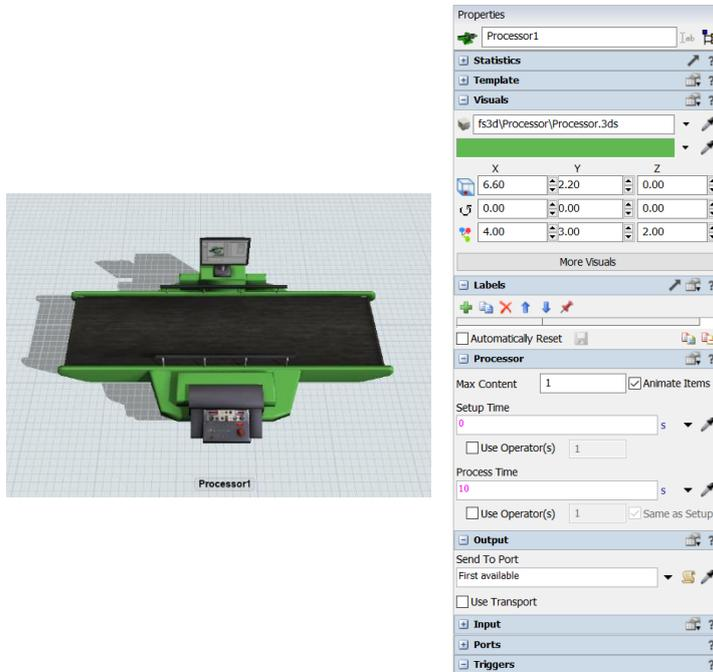 Properties
Processor1
Statistics
Template
Visuals
fs3d\Processor\Processor.3ds
X Y Z
6.60 2.20 0.00
0.00 0.00 0.00
4.00 3.00 2.00
More Visuals
Labels
Automatically Reset
Processor
Max Content 1 Animate Items
Setup Time
0 s
Use Operator(s) 1
Process Time
10 s
Use Operator(s) 1 Same as Setup
Output
Send To Port
First available
Use Transport
Input
Ports
Triggers
Processor1